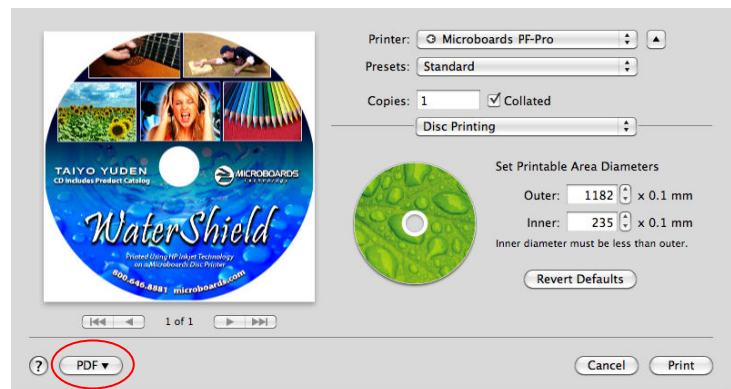 Printer: Microboards PF-Pro
Presets: Standard
Copies: 1 Collated
Disc Printing
TAIYO YUDEN
CD Includes Product Catalog
MICROBOARDS
Technology
WaterShield
Printed Using HP Inkjet Technology
on a Microboards Disc Printer
800.646.8881 microboards.com
Set Printable Area Diameters
Outer: 1182 x 0.1 mm
Inner: 235 x 0.1 mm
Inner diameter must be less than outer.
Revert Defaults
1 of 1
? PDF▼ Cancel Print